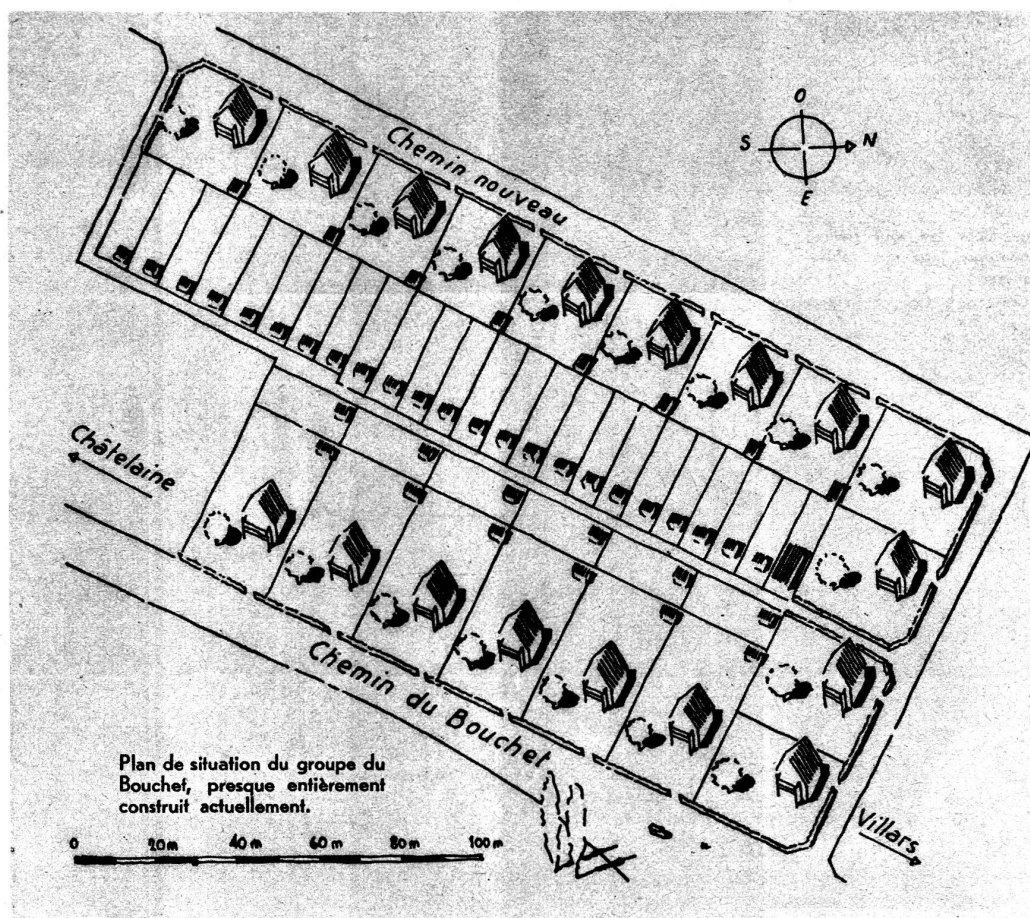 Chemin nouveau
O
S N
E
Châtelaine
Chemin du Bouchet
Plan de situation du groupe du
Bouchet, presque entièrement
construit actuellement.
Villars
0 20m 40m 60m 80m 100m